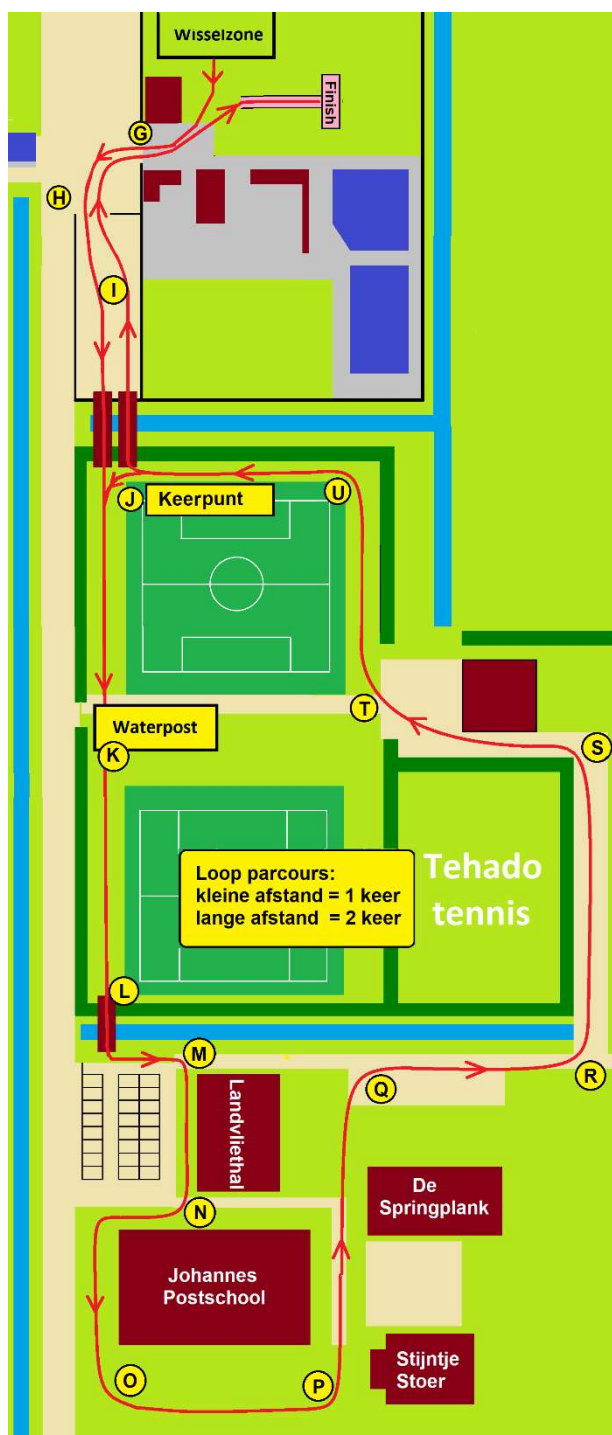 Wisselzone
Finish
G
H
I
J
Keerpunt
U
T
Waterpost
K
S
Loop parcours:
kleine afstand = 1 keer
lange afstand = 2 keer
Tehado
tennis
L
M
Q
R
Landvliethal
De
Springplank
N
Johannes
Postschool
Stijntje
Stoer
O
P